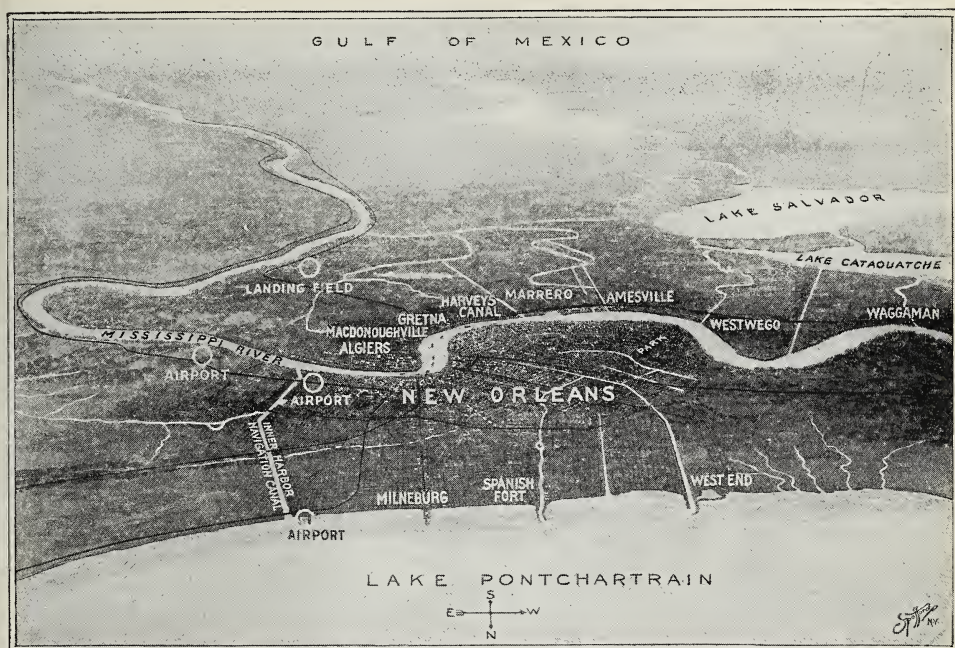 GULF OF MEXICO
LAKE SALVADOR
LAKE CATAOUATCHE
LANDING FIELD
HARVEYS
CANAL
MARRERO
AMESVILLE
GRETNA
MACDONOUGHVILLE
ALGIERS
WESTWEGO
WAGGAMAN
MISSISSIPPI RIVER
PARK
AIRPORT
AIRPORT
NEW ORLEANS
INNER HARBOR
NAVIGATION CANAL
MILNEBURG
SPANISH
FORT
WEST END
AIRPORT
LAKE PONTCHARTRAIN
S
E W
N
N.Y.